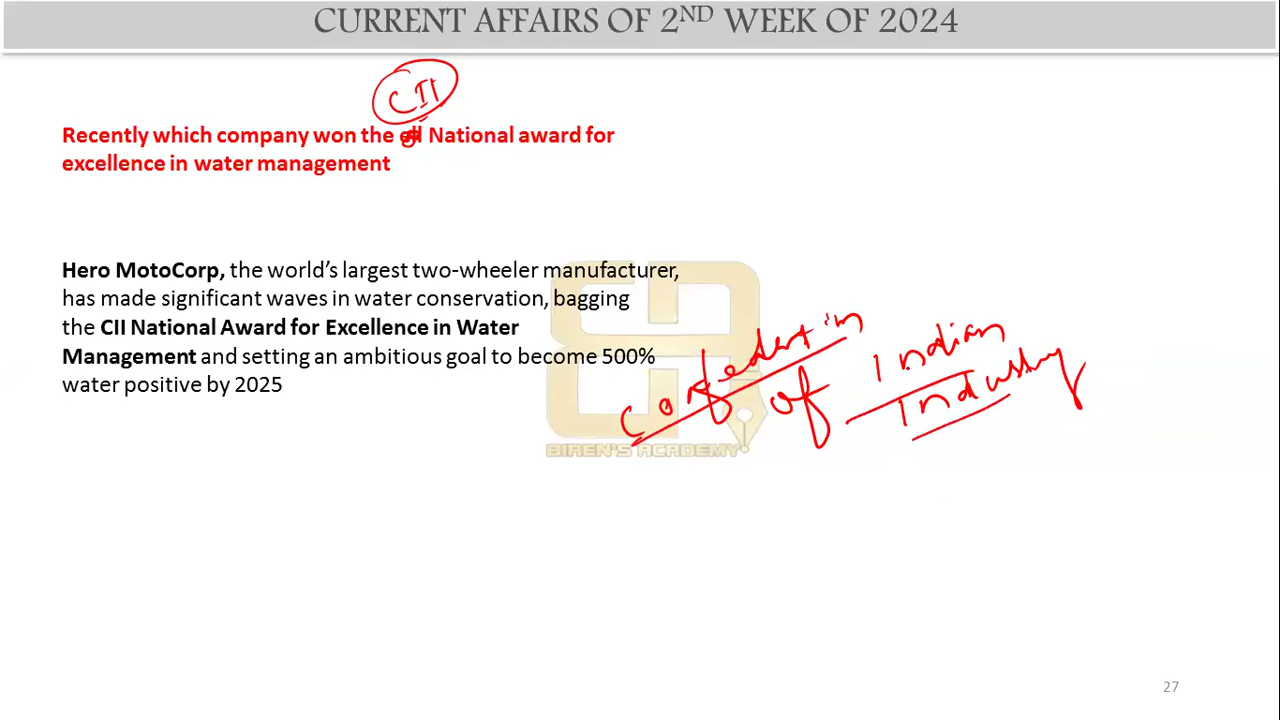 CURRENT AFFAIRS OF 2ND WEEK OF 2024
CII
Recently which company won the National award for
excellence in water management
Hero MotoCorp, the world’s largest two-wheeler manufacturer,
has made significant waves in water conservation, bagging
the CII National Award for Excellence in Water
Management and setting an ambitious goal to become 500%
water positive by 2025
Confederation
of Indian
Industry
BIREN'S ACADEMY
27